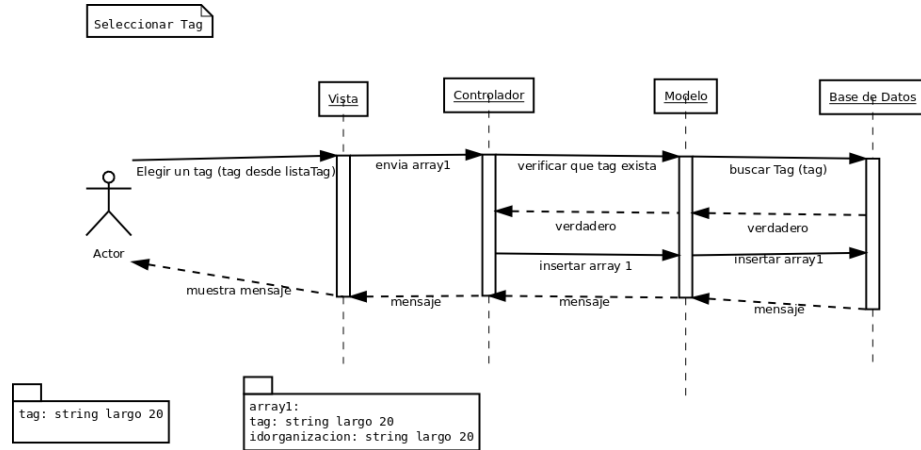 Seleccionar Tag
Vista
Controlador
Modelo
Base de Datos
Elegir un tag (tag desde listaTag)
envia array1
verificar que tag exista
buscar Tag (tag)
verdadero
verdadero
Actor
insertar array 1
insertar array1
muestra mensaje
mensaje
mensaje
mensaje
tag: string largo 20
array1:
tag: string largo 20
idorganizacion: string largo 20